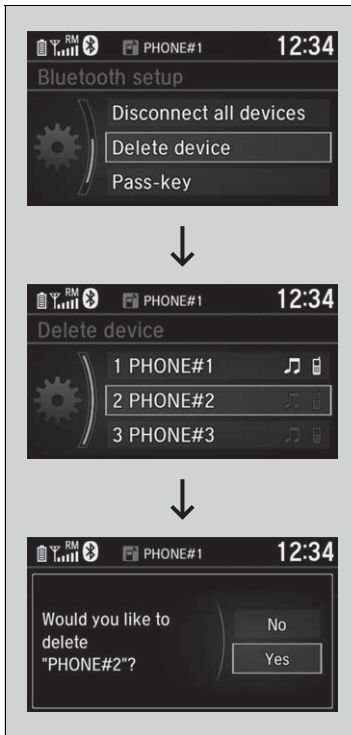 RM PHONE#1 12:34
Bluetooth setup
Disconnect all devices
Delete device
Pass-key
RM PHONE#1 12:34
Delete device
1 PHONE#1
2 PHONE#2
3 PHONE#3
RM PHONE#1 12:34
Would you like to
delete
"PHONE#2"?
No
Yes